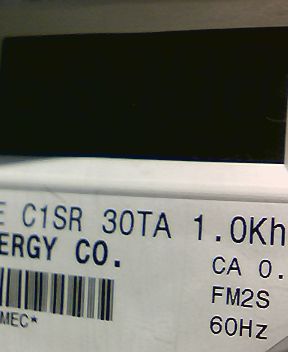 E C1SR 30TA 1.0Kh
ERGY CO.
CA 0.
FM2S
MEC*
60Hz